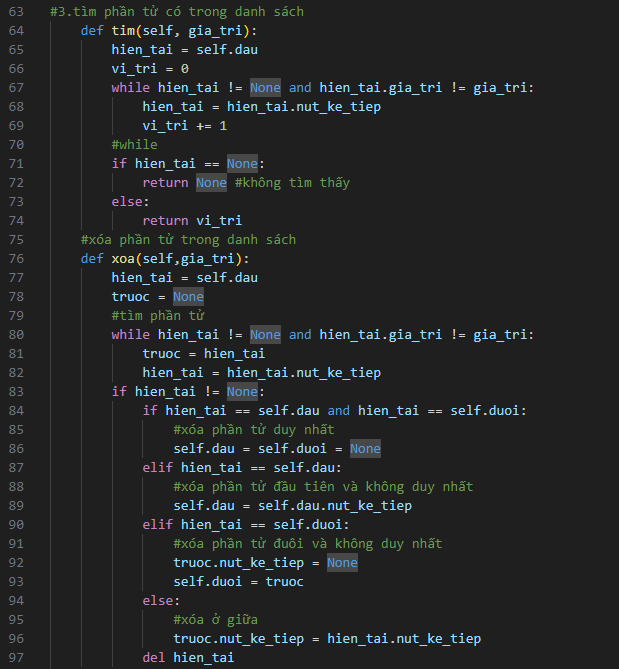 63 #3.tìm phần tử có trong danh sách
64 def tim(self, gia_tri):
65 hien_tai = self.dau
66 vi_tri = 0
67 while hien_tai != None and hien_tai.gia_tri != gia_tri:
68 hien_tai = hien_tai.nut_ke_tiep
69 vi_tri += 1
70 #while
71 if hien_tai == None:
72 return None #không tìm thấy
73 else:
74 return vi_tri
75 #xóa phần tử trong danh sách
76 def xoa(self,gia_tri):
77 hien_tai = self.dau
78 truoc = None
79 #tìm phần tử
80 while hien_tai != None and hien_tai.gia_tri != gia_tri:
81 truoc = hien_tai
82 hien_tai = hien_tai.nut_ke_tiep
83 if hien_tai != None:
84 if hien_tai == self.dau and hien_tai == self.duoi:
85 #xóa phần tử duy nhất
86 self.dau = self.duoi = None
87 elif hien_tai == self.dau:
88 #xóa phần tử đầu tiên và không duy nhất
89 self.dau = self.dau.nut_ke_tiep
90 elif hien_tai == self.duoi:
91 #xóa phần tử đuôi và không duy nhất
92 truoc.nut_ke_tiep = None
93 self.duoi = truoc
94 else:
95 #xóa ở giữa
96 truoc.nut_ke_tiep = hien_tai.nut_ke_tiep
97 del hien_tai